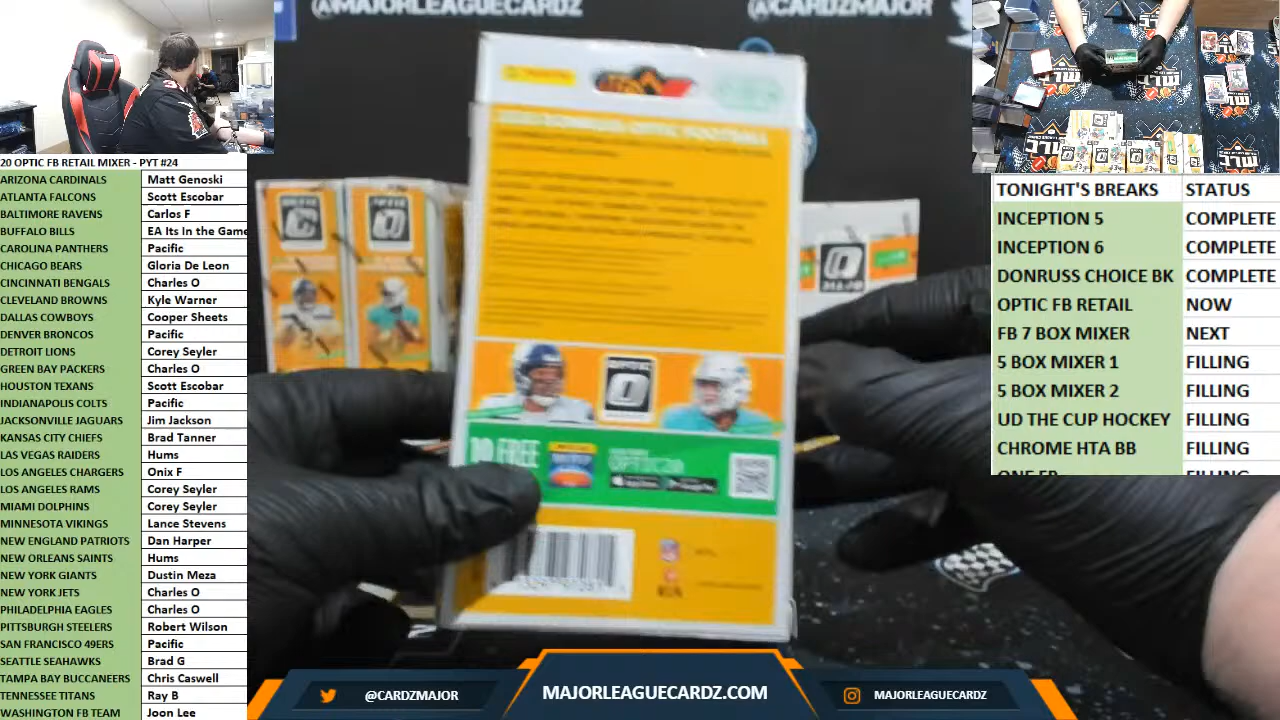 @MAJORLEAGUECARDZ
@CARDZMAJOR
20 OPTIC FB RETAIL MIXER - PYT #24
ARIZONA CARDINALS Matt Genoski
ATLANTA FALCONS Scott Escobar
BALTIMORE RAVENS Carlos F
BUFFALO BILLS EA Its In the Game
CAROLINA PANTHERS Pacific
CHICAGO BEARS Gloria De Leon
CINCINNATI BENGALS Charles O
CLEVELAND BROWNS Kyle Warner
DALLAS COWBOYS Cooper Sheets
DENVER BRONCOS Pacific
DETROIT LIONS Corey Seyler
GREEN BAY PACKERS Charles O
HOUSTON TEXANS Scott Escobar
INDIANAPOLIS COLTS Pacific
JACKSONVILLE JAGUARS Jim Jackson
KANSAS CITY CHIEFS Brad Tanner
LAS VEGAS RAIDERS Hums
LOS ANGELES CHARGERS Onix F
LOS ANGELES RAMS Corey Seyler
MIAMI DOLPHINS Corey Seyler
MINNESOTA VIKINGS Lance Stevens
NEW ENGLAND PATRIOTS Dan Harper
NEW ORLEANS SAINTS Hums
NEW YORK GIANTS Dustin Meza
NEW YORK JETS Charles O
PHILADELPHIA EAGLES Charles O
PITTSBURGH STEELERS Robert Wilson
SAN FRANCISCO 49ERS Pacific
SEATTLE SEAHAWKS Brad G
TAMPA BAY BUCCANEERS Chris Caswell
TENNESSEE TITANS Ray B
WASHINGTON FB TEAM Joon Lee
OPTIC FOOTBALL
10 FREE
TONIGHT'S BREAKS STATUS
INCEPTION 5 COMPLETE
INCEPTION 6 COMPLETE
DONRUSS CHOICE BK COMPLETE
OPTIC FB RETAIL NOW
FB 7 BOX MIXER NEXT
5 BOX MIXER 1 FILLING
5 BOX MIXER 2 FILLING
UD THE CUP HOCKEY FILLING
CHROME HTA BB FILLING
ONE FB FILLING
@CARDZMAJOR
MAJORLEAGUECARDZ.COM
MAJORLEAGUECARDZ